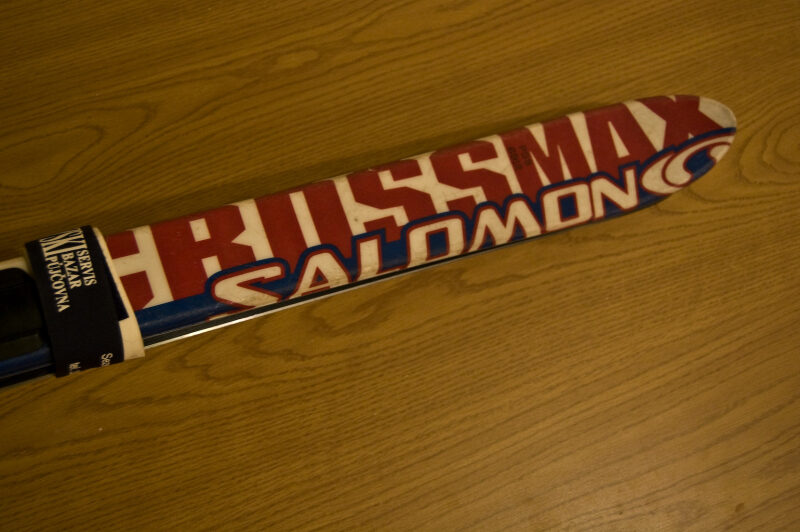 CROSSMAX
SALOMON
SKI
SERVIS
BAZAR
PŮJČOVNA